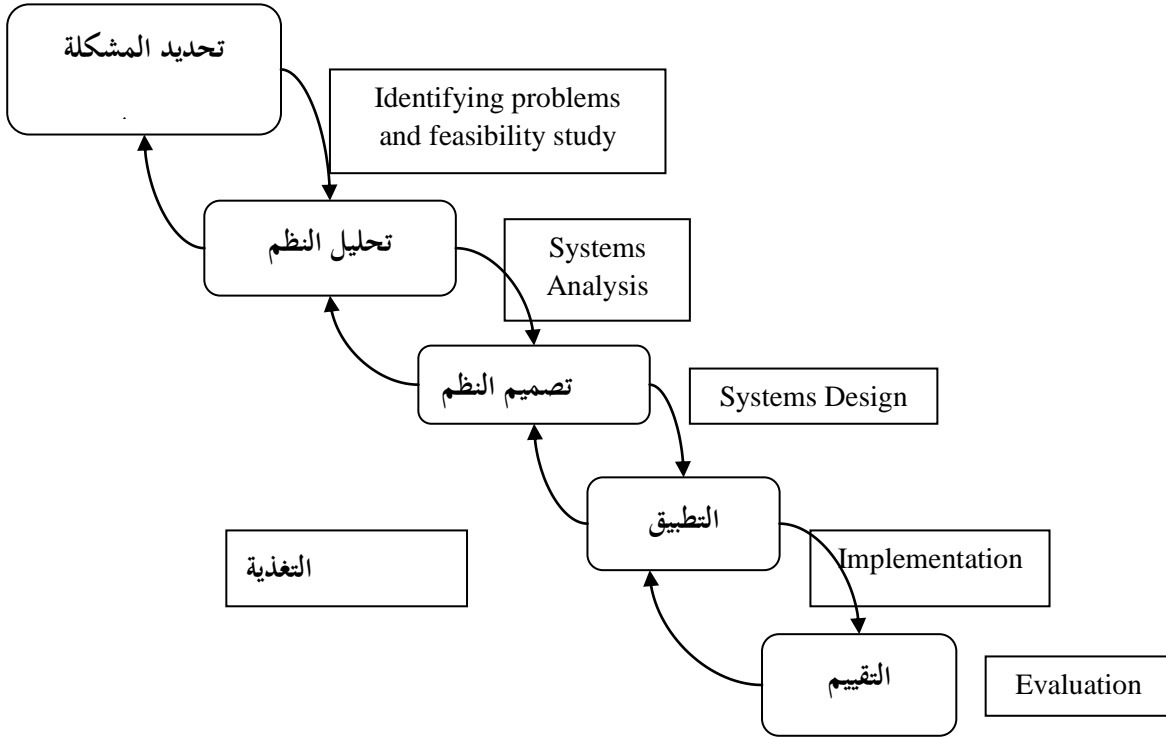 تحديد المشكلة
Identifying problems
and feasibility study
تحليل النظم
Systems
Analysis
تصميم النظم
Systems Design
التطبيق
التغذية
Implementation
التقييم
Evaluation